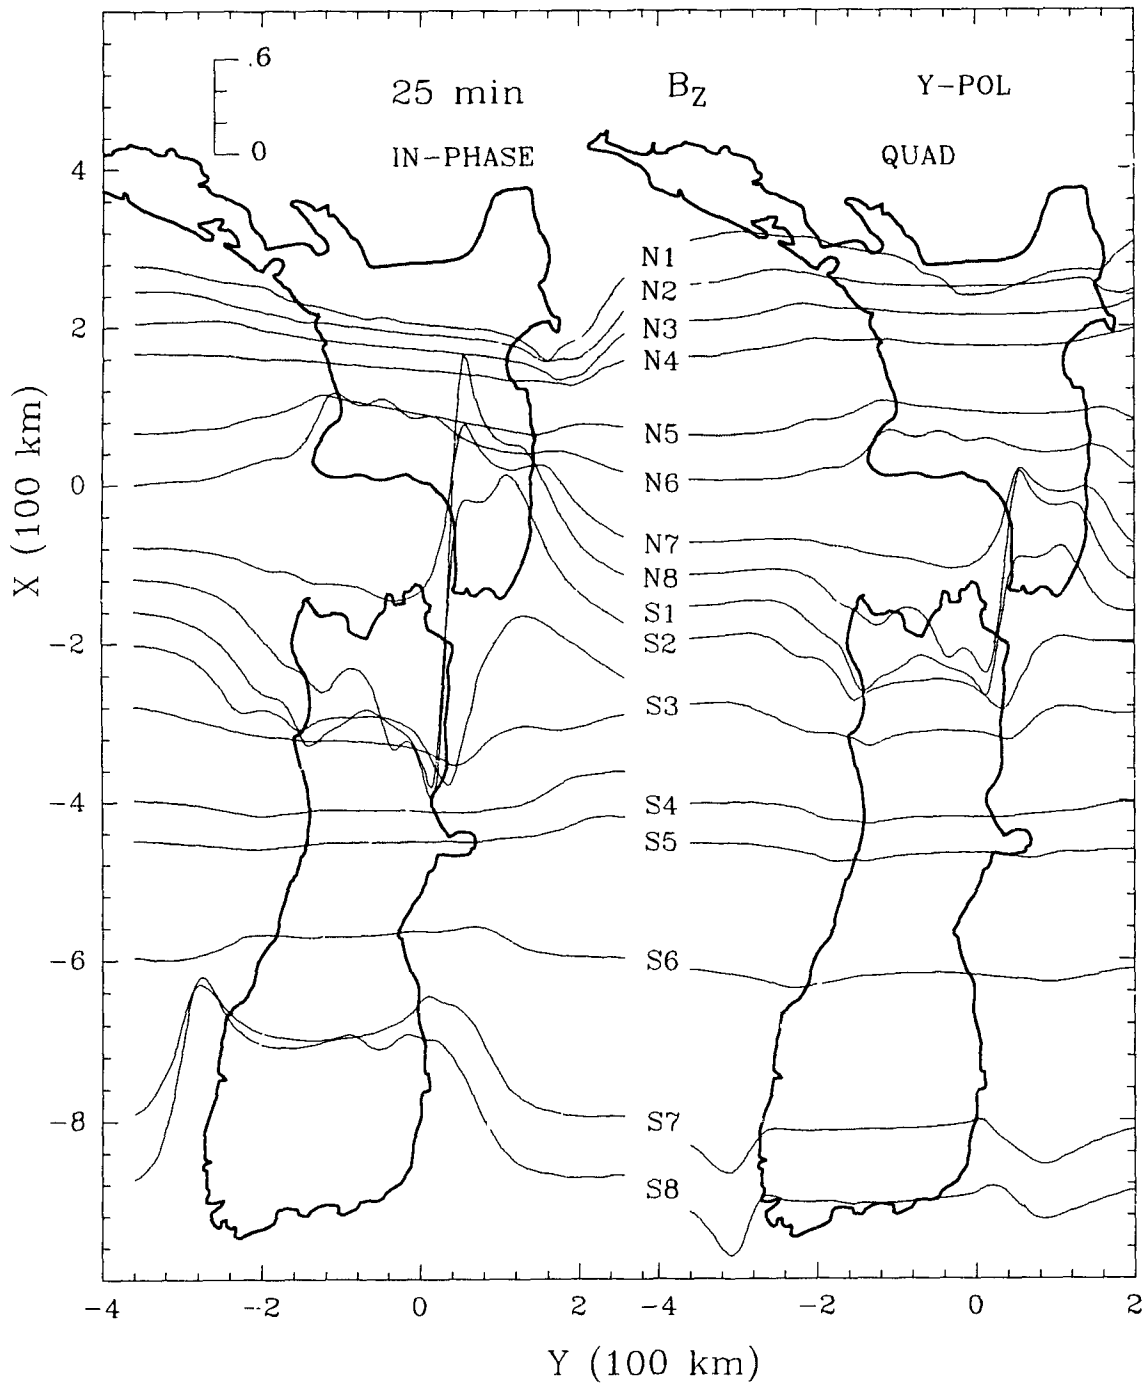 .6
0
25 min
B_Z
Y-POL
IN-PHASE
QUAD
4
2
0
-2
-4
-6
-8
X (100 km)
N1
N2
N3
N4
N5
N6
N7
N8
S1
S2
S3
S4
S5
S6
S7
S8
-4 -2 0 2 -4 -2 0 2
Y (100 km)